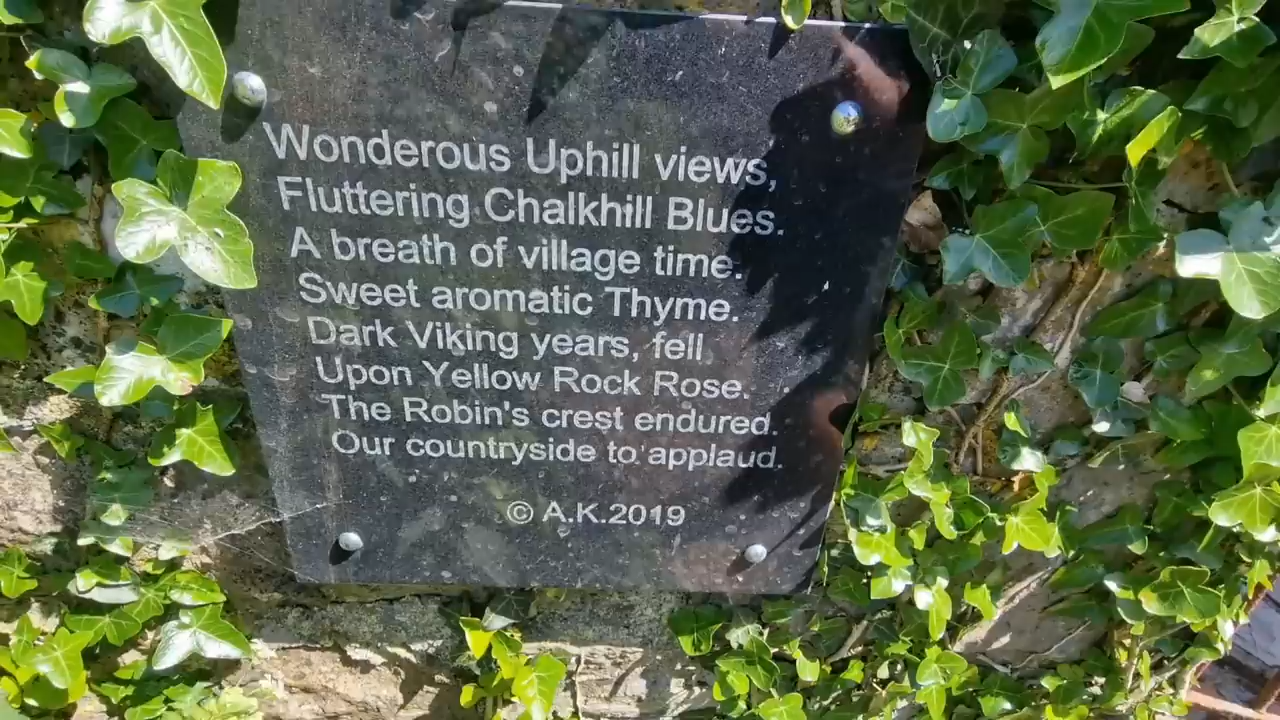 Wonderous Uphill views,
Fluttering Chalkhill Blues.
A breath of village time.
Sweet aromatic Thyme.
Dark Viking years, fell
Upon Yellow Rock Rose.
The Robin's crest endured.
Our countryside to applaud.
© A.K.2019